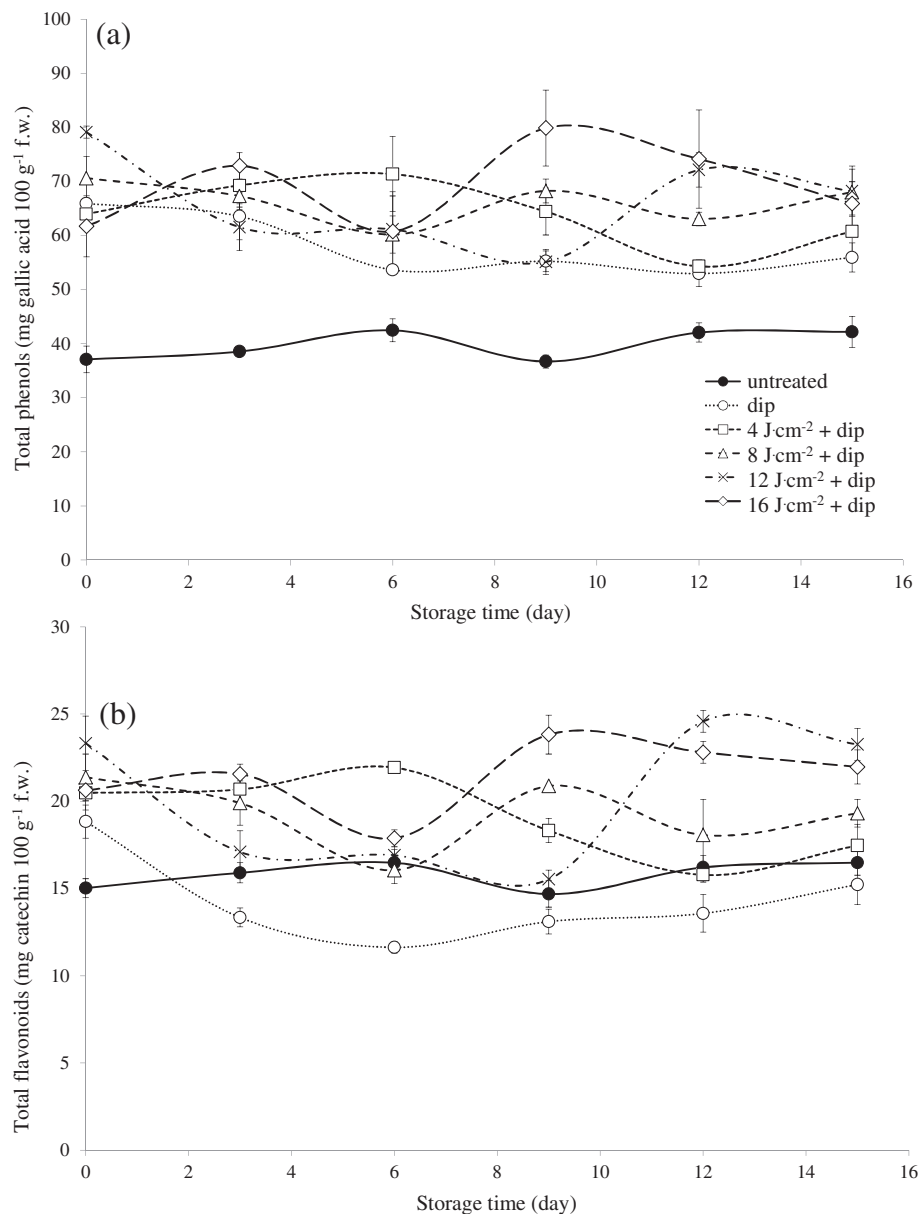 (a)
Total phenols (mg gallic acid 100 g⁻¹ f.w.)
100
90
80
70
60
50
40
30
20
10
0
untreated
dip
4 J·cm⁻² + dip
8 J·cm⁻² + dip
12 J·cm⁻² + dip
16 J·cm⁻² + dip
0 2 4 6 8 10 12 14 16
Storage time (day)
(b)
Total flavonoids (mg catechin 100 g⁻¹ f.w.)
30
25
20
15
10
5
0
0 2 4 6 8 10 12 14 16
Storage time (day)